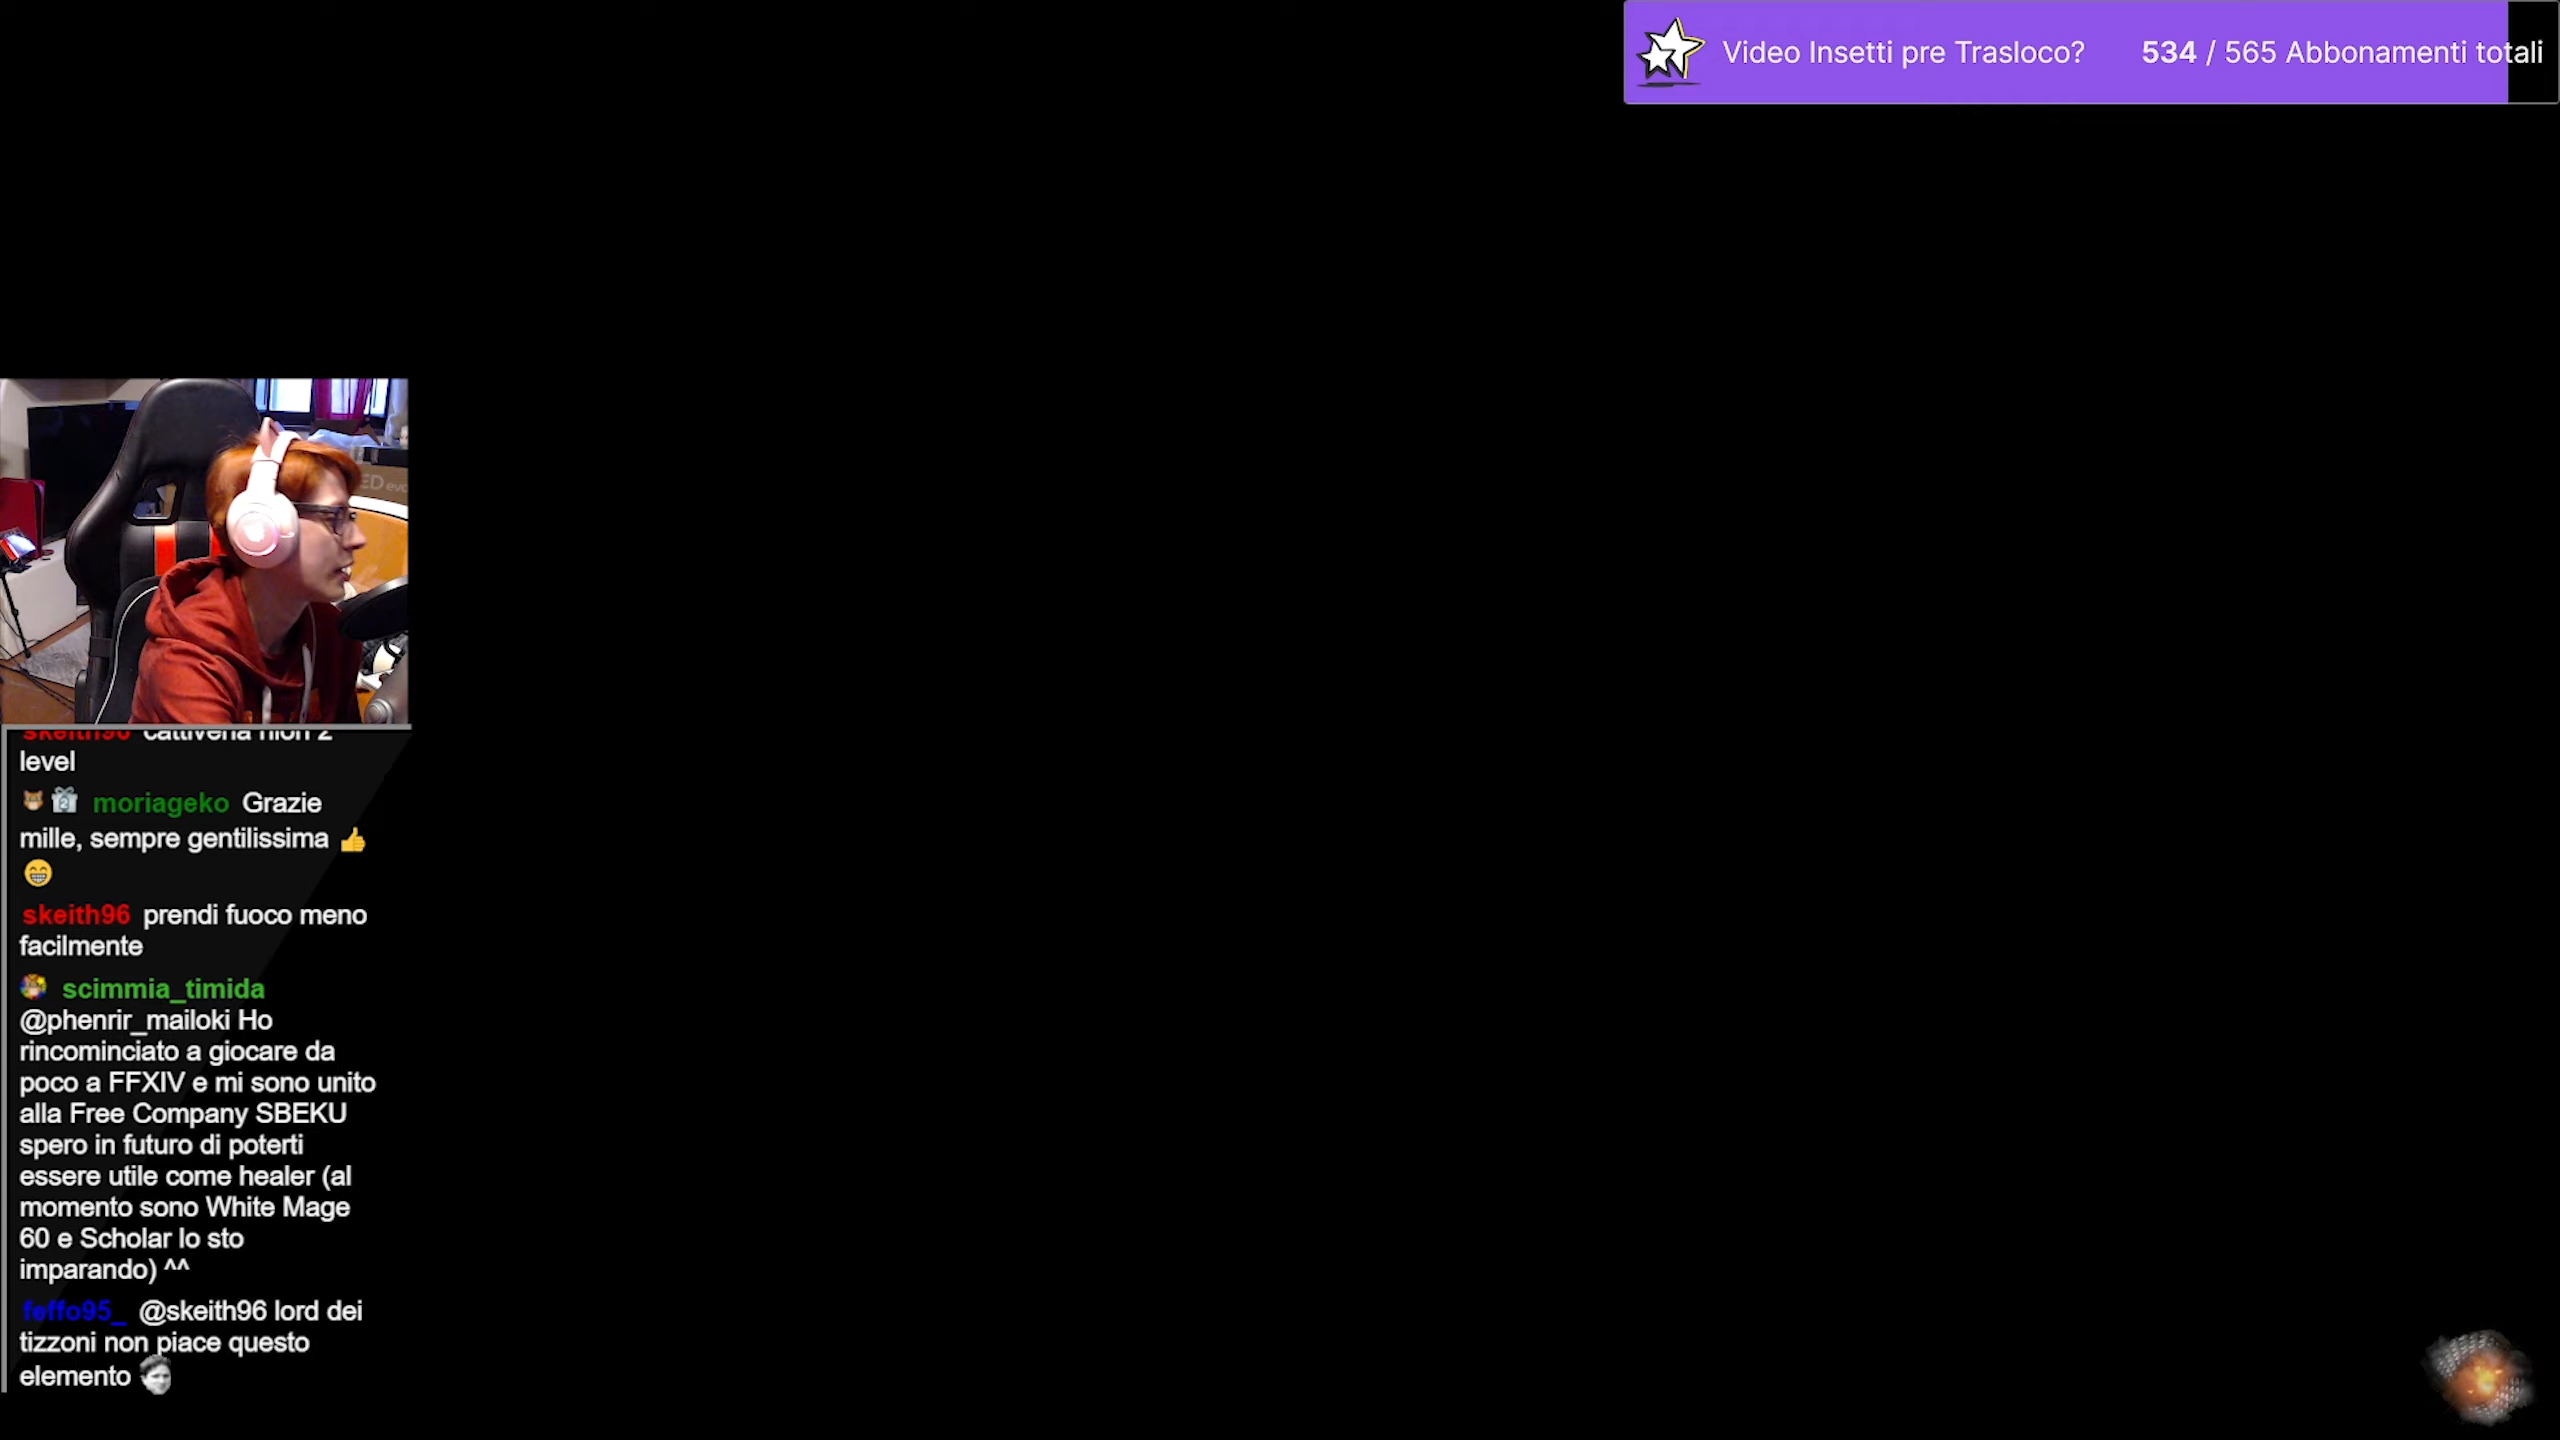 Video Insetti pre Trasloco? 534 / 565 Abbonamenti totali
ED evo
level
moriageko Grazie
mille, sempre gentilissima 👍
😁
skeith96 prendi fuoco meno
facilmente
scimmia_timida
@phenrir_mailoki Ho
rincominciato a giocare da
poco a FFXIV e mi sono unito
alla Free Company SBEKU
spero in futuro di poterti
essere utile come healer (al
momento sono White Mage
60 e Scholar lo sto
imparando) ^^
feffo95_ @skeith96 lord dei
tizzoni non piace questo
elemento